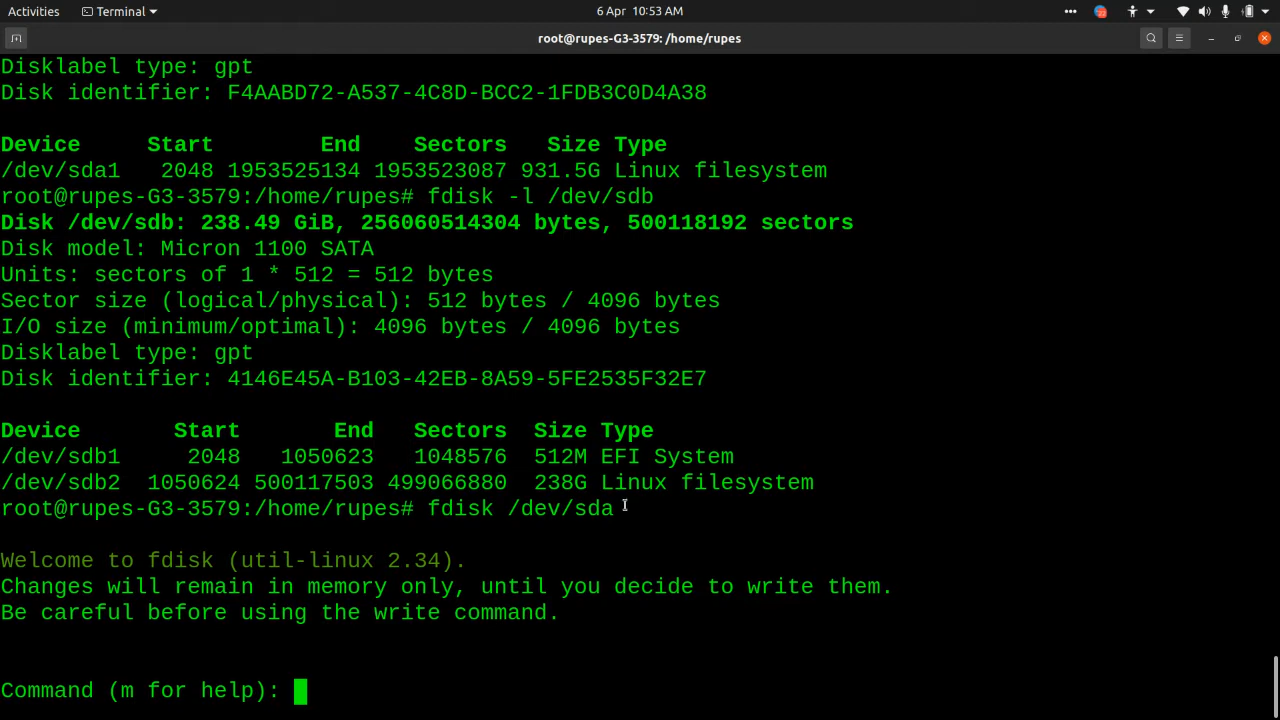 Activities Terminal 6 Apr 10:53 AM
root@rupes-G3-3579: /home/rupes
Disklabel type: gpt
Disk identifier: F4AABD72-A537-4C8D-BCC2-1FDB3C0D4A38
Device Start End Sectors Size Type
/dev/sda1 2048 1953525134 1953523087 931.5G Linux filesystem
root@rupes-G3-3579:/home/rupes# fdisk -l /dev/sdb
Disk /dev/sdb: 238.49 GiB, 256060514304 bytes, 500118192 sectors
Disk model: Micron 1100 SATA
Units: sectors of 1 * 512 = 512 bytes
Sector size (logical/physical): 512 bytes / 4096 bytes
I/O size (minimum/optimal): 4096 bytes / 4096 bytes
Disklabel type: gpt
Disk identifier: 4146E45A-B103-42EB-8A59-5FE2535F32E7
Device Start End Sectors Size Type
/dev/sdb1 2048 1050623 1048576 512M EFI System
/dev/sdb2 1050624 500117503 499066880 238G Linux filesystem
root@rupes-G3-3579:/home/rupes# fdisk /dev/sda
Welcome to fdisk (util-linux 2.34).
Changes will remain in memory only, until you decide to write them.
Be careful before using the write command.
Command (m for help):